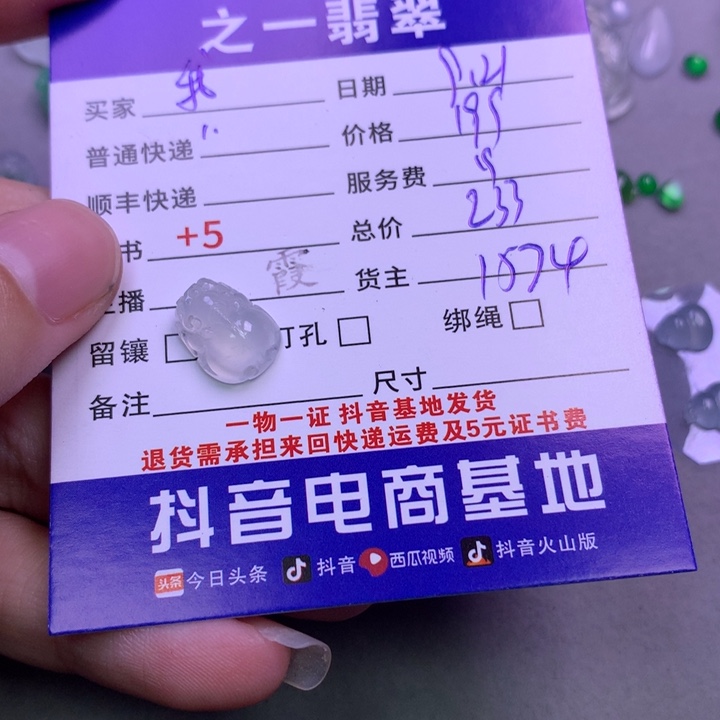 之一翡翠
买家 日期
普通快递 价格 195
顺丰快递 服务费
书 +5 总价 233
播 霞 货主 1074
留镶 打孔 绑绳
备注 尺寸
一物一证 抖音基地发货
退货需承担来回快递运费及5元证书费
抖音电商基地
头条 今日头条 抖音 西瓜视频 抖音火山版